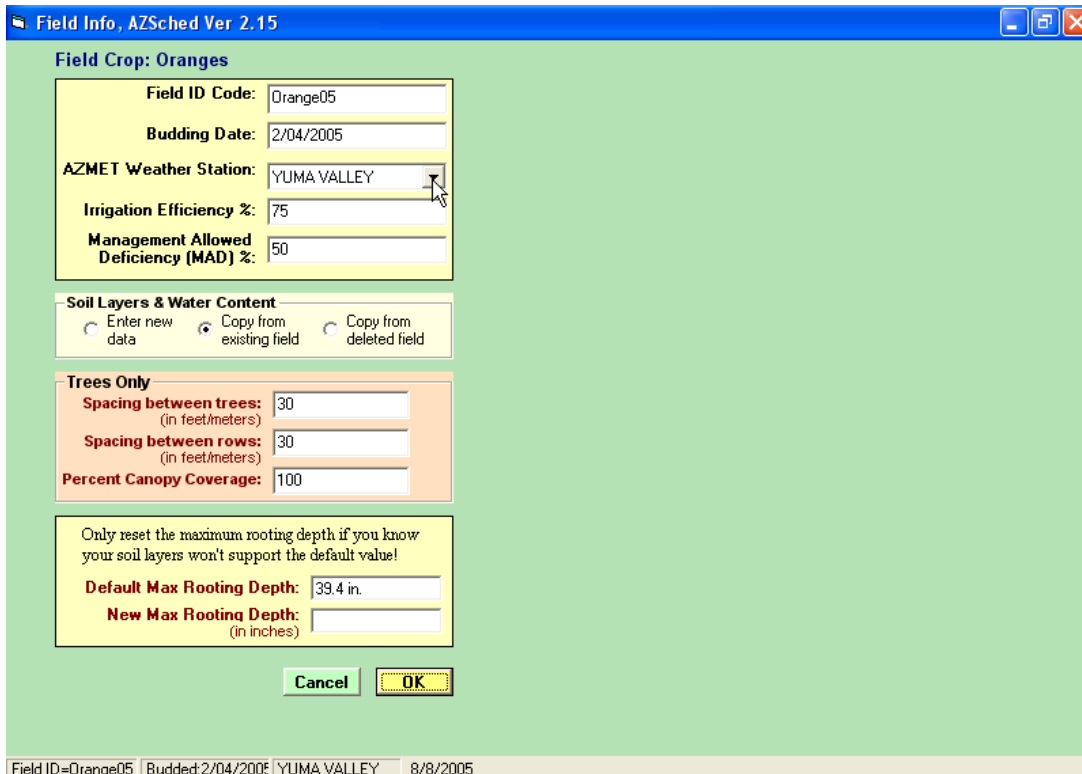 Field Info, AZSched Ver 2.15
Field Crop: Oranges
Field ID Code: Orange05
Budding Date: 2/04/2005
AZMET Weather Station: YUMA VALLEY
Irrigation Efficiency %: 75
Management Allowed
Deficiency (MAD) %: 50
Soil Layers & Water Content
Enter new
data
Copy from
existing field
Copy from
deleted field
Trees Only
Spacing between trees: 30
(in feet/meters)
Spacing between rows: 30
(in feet/meters)
Percent Canopy Coverage: 100
Only reset the maximum rooting depth if you know
your soil layers won't support the default value!
Default Max Rooting Depth: 39.4 in.
New Max Rooting Depth:
(in inches)
Cancel OK
Field ID=Orange05 Budded:2/04/2005 YUMA VALLEY 8/8/2005